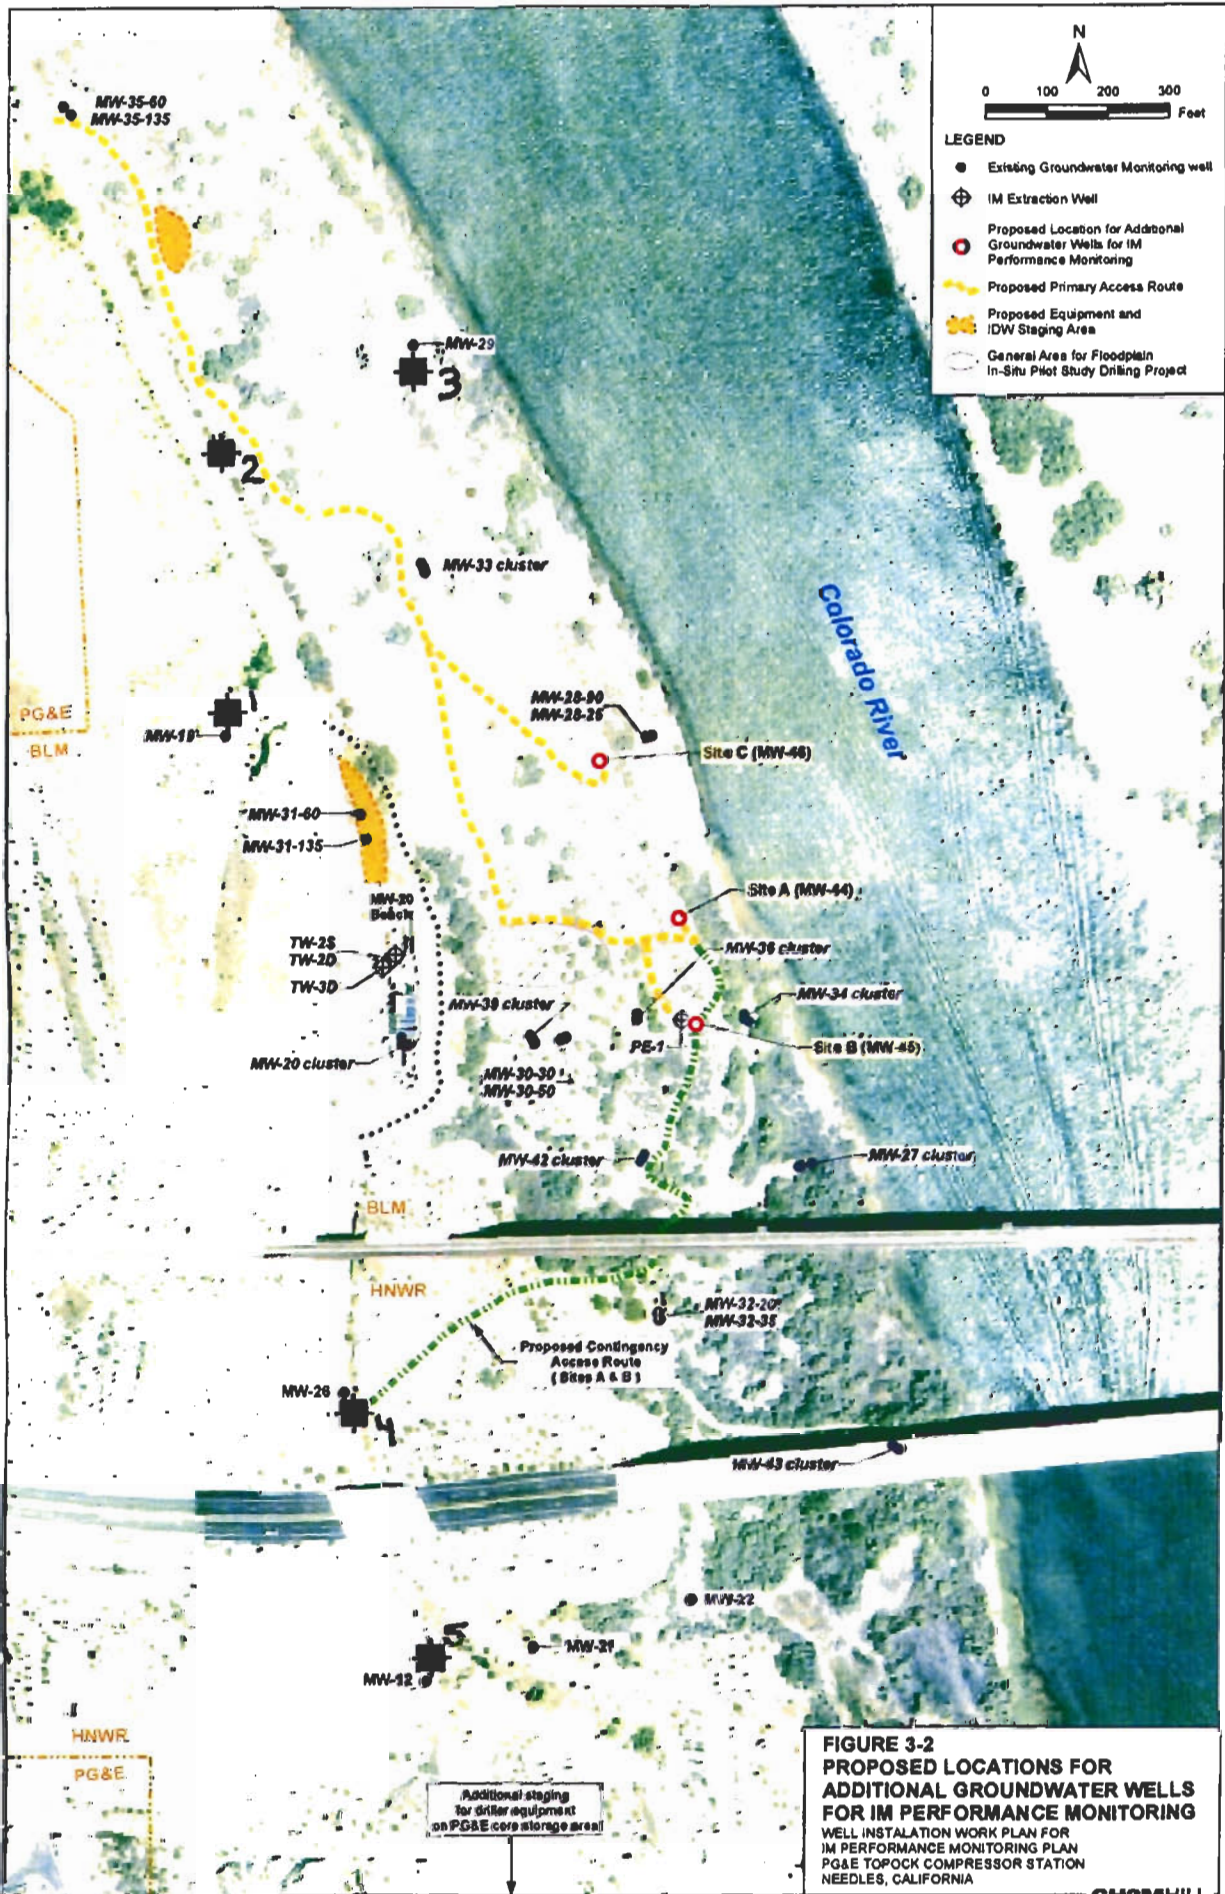 N
0 100 200 300
Feet
LEGEND
Existing Groundwater Monitoring well
IM Extraction Well
Proposed Location for Additional
Groundwater Wells for IM
Performance Monitoring
Proposed Primary Access Route
Proposed Equipment and
IDW Staging Area
General Area for Floodplain
In-Situ Pilot Study Drilling Project
MW-35-60
MW-35-135
MW-29
3
2
MW-33 cluster
Colorado River
MW-28-90
MW-28-25
Site C (MW-46)
PG&E
BLM
1
MW-19
MW-31-60
MW-31-135
MW-20
Bench
Site A (MW-44)
TW-2S
TW-2D
TW-3D
MW-36 cluster
MW-39 cluster
MW-34 cluster
PE-1
Site B (MW-45)
MW-20 cluster
MW-30-30
MW-30-50
MW-42 cluster
MW-27 cluster
BLM
HNWR
MW-32-20
MW-32-35
Proposed Contingency
Access Route
( Sites A & B )
MW-26
4
MW-43 cluster
MW-22
5
MW-21
MW-12
HNWR
PG&E
Additional staging
for driller equipment
on PG&E core storage area
FIGURE 3-2
PROPOSED LOCATIONS FOR
ADDITIONAL GROUNDWATER WELLS
FOR IM PERFORMANCE MONITORING
WELL INSTALATION WORK PLAN FOR
IM PERFORMANCE MONITORING PLAN
PG&E TOPOCK COMPRESSOR STATION
NEEDLES, CALIFORNIA
CH2MHILL